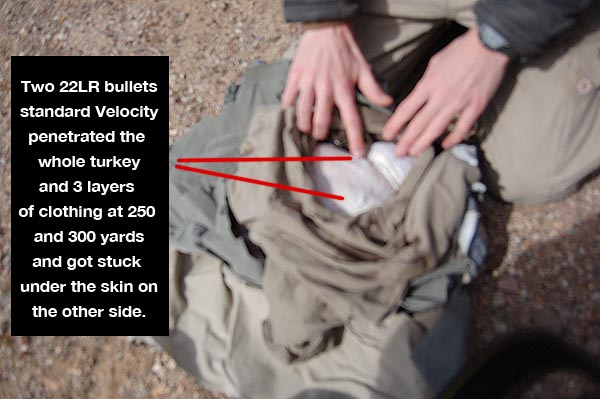 Two 22LR bullets
standard Velocity
penetrated the
whole turkey
and 3 layers
of clothing at 250
and 300 yards
and got stuck
under the skin on
the other side.